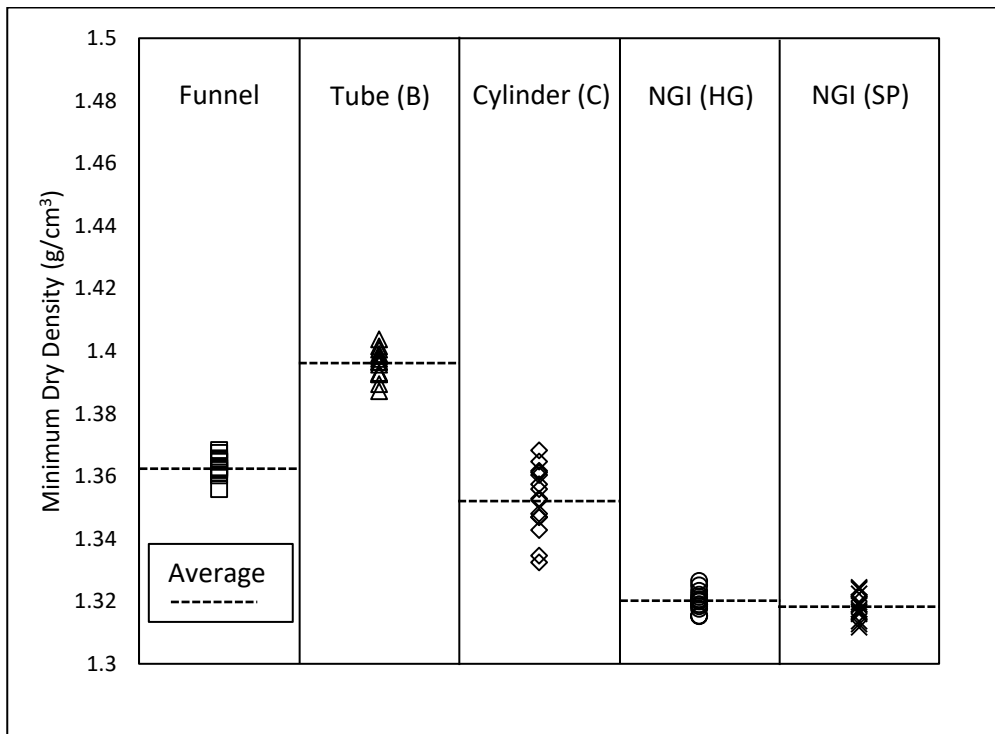 1.5
Funnel
Tube (B)
Cylinder (C)
NGI (HG)
NGI (SP)
1.48
1.46
1.44
1.42
1.4
1.38
1.36
1.34
1.32
1.3
Minimum Dry Density (g/cm³)
Average